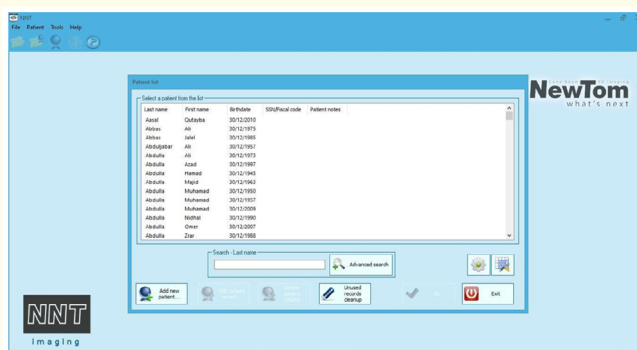 NNT
File Patient Tools Help
Patient list
Select a patient from the list
Last name First name Birthdate SSN/Fiscal code Patient notes
Aasal Qutayba 30/12/2010
Abbas Ali 30/12/1975
Abbas Jalel 30/12/1985
Abduljabar Ali 30/12/1957
Abdulla Ali 30/12/1973
Abdulla Azad 30/12/1997
Abdulla Hamad 30/12/1945
Abdulla Majid 30/12/1963
Abdulla Muhamad 30/12/1950
Abdulla Muhamad 30/12/1957
Abdulla Muhamad 30/12/2009
Abdulla Nidhal 30/12/1990
Abdulla Omer 30/12/2007
Abdulla Zrar 30/12/1988
Search - Last name
Advanced search
Add new patient...
Unused records cleanup
Exit
NewTom
what's next
NNT
Imaging